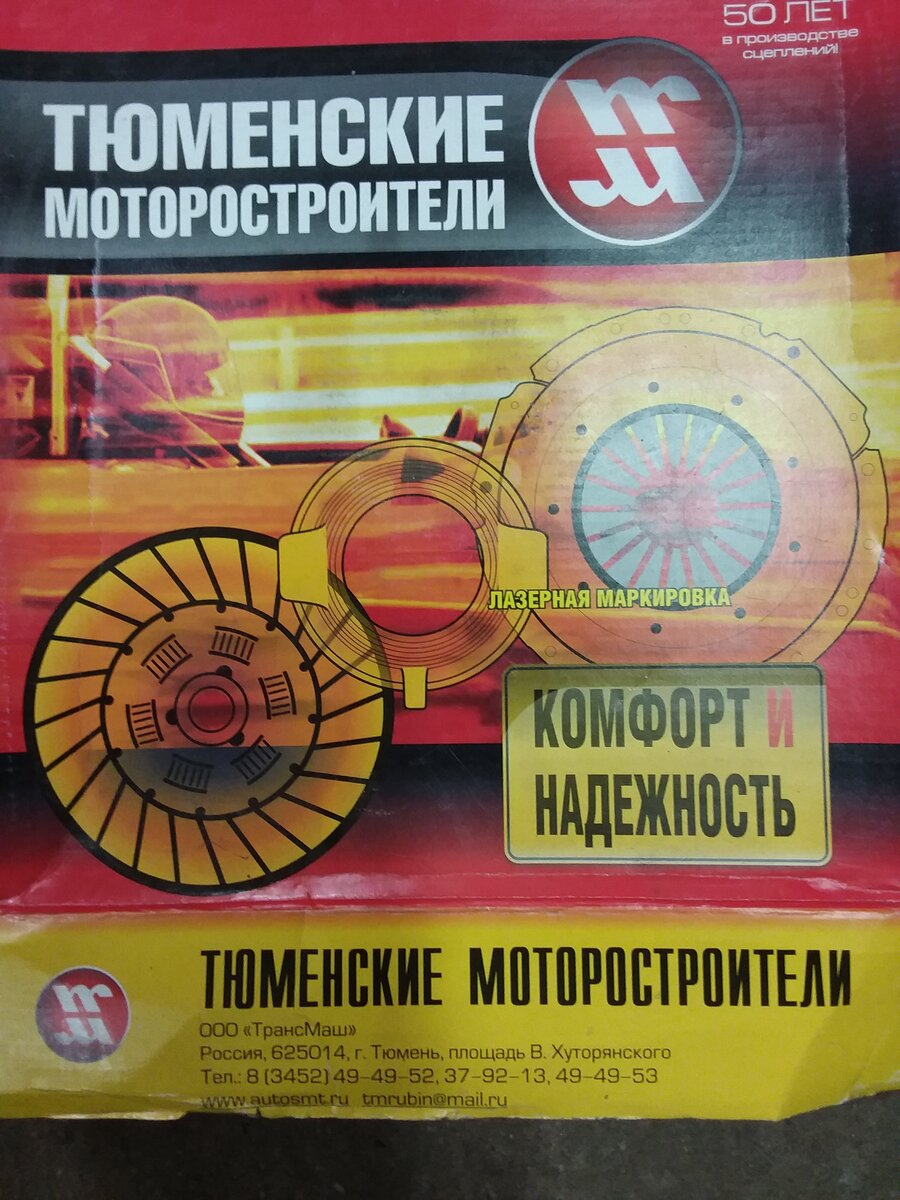 50 ЛЕТ
в производстве
сцеплений!
ТЮМЕНСКИЕ
МОТОРОСТРОИТЕЛИ
ЛАЗЕРНАЯ МАРКИРОВКА
КОМФОРТ И
НАДЕЖНОСТЬ
ТЮМЕНСКИЕ МОТОРОСТРОИТЕЛИ
ООО «ТрансМаш»
Россия, 625014, г. Тюмень, площадь В. Хуторянского
Тел.: 8 (3452) 49-49-52, 37-92-13, 49-49-53
www.autosmt.ru tmrubin@mail.ru